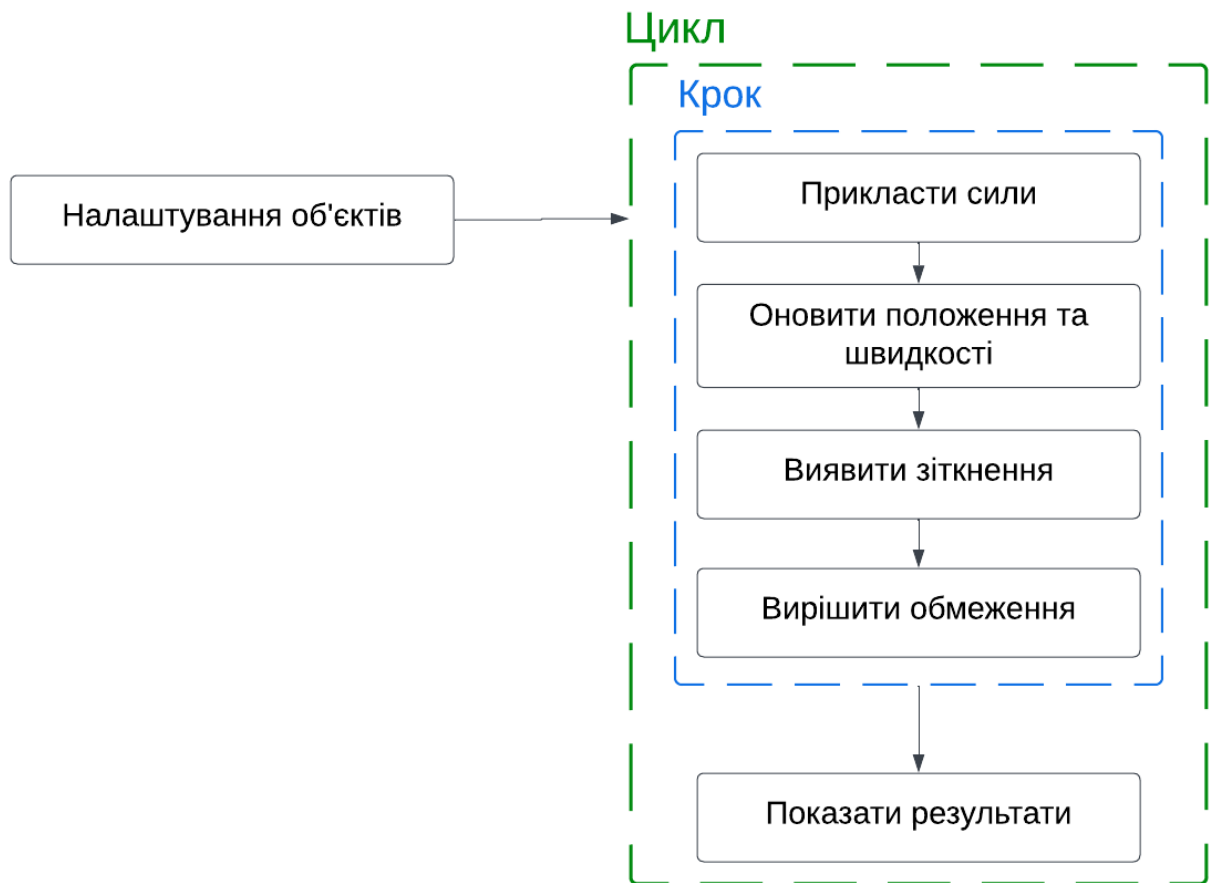 Цикл
Крок
Налаштування об'єктів
Прикласти сили
Оновити положення та
швидкості
Виявити зіткнення
Вирішити обмеження
Показати результати